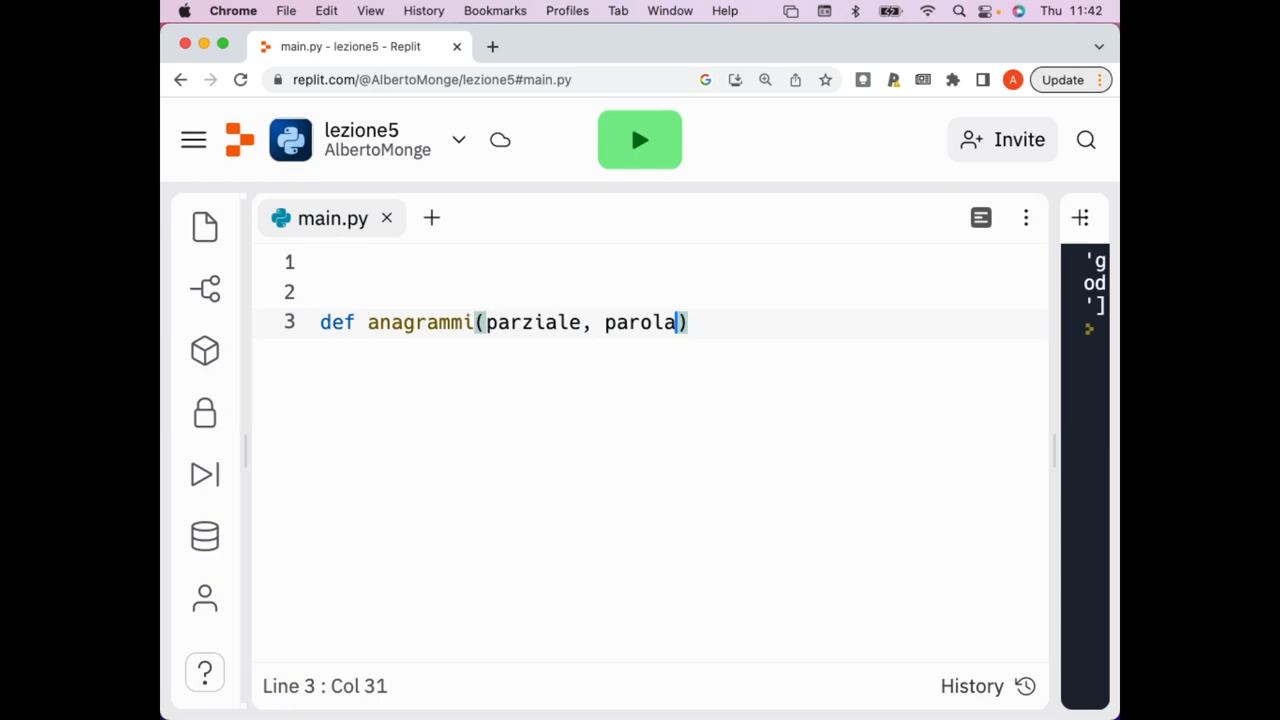 Chrome File Edit View History Bookmarks Profiles Tab Window Help Thu 11:42
main.py - lezione5 - Replit
replit.com/@AlbertoMonge/lezione5#main.py G A Update
lezione5
AlbertoMonge
Invite
main.py
1
2
3 def anagrammi(parziale, parola)
'g
od
']
Line 3 : Col 31
History
?